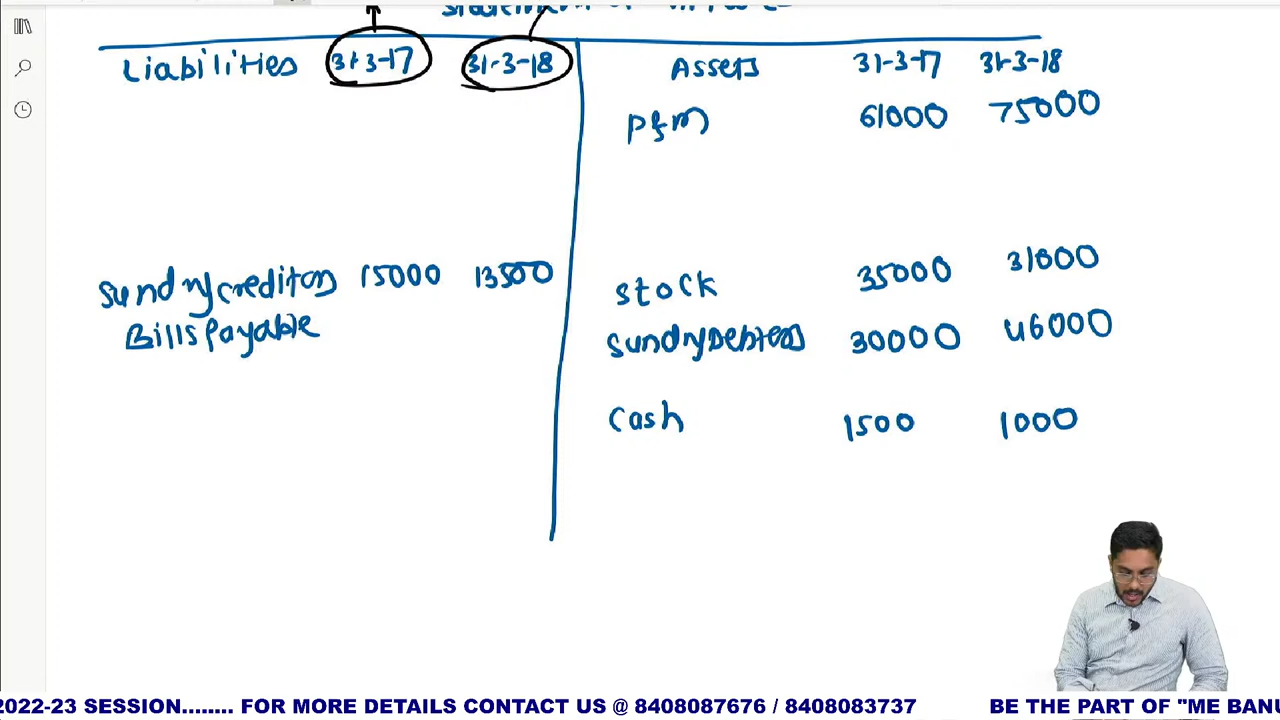 Statement of
Liabilities 31-3-17 31-3-18 Assets 31-3-17 31-3-18
P&M 61000 75000
Sundry creditors 15000 13500 Stock 35000 31000
Bills Payable Sundry Debtors 30000 46000
Cash 1500 1000
2022-23 SESSION........ FOR MORE DETAILS CONTACT US @ 8408087676 / 8408083737 BE THE PART OF "ME BANU